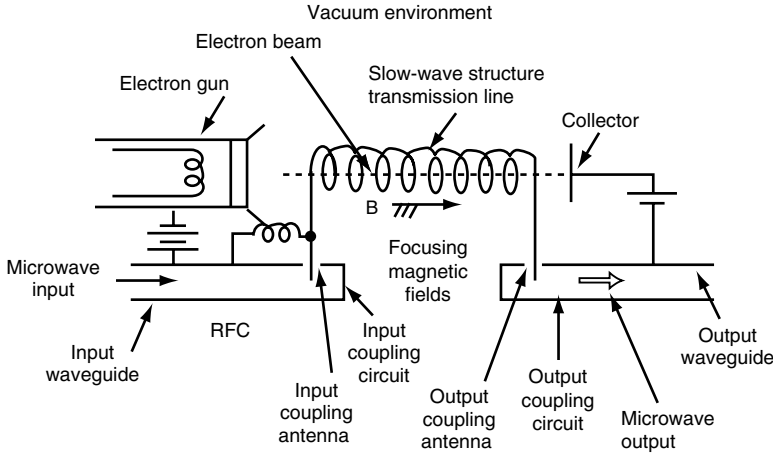 Vacuum environment
Electron beam
Slow-wave structure
transmission line
Electron gun
Collector
B
Focusing
magnetic
fields
Microwave
input
RFC
Input
waveguide
Input
coupling
circuit
Input
coupling
antenna
Output
coupling
antenna
Output
coupling
circuit
Microwave
output
Output
waveguide